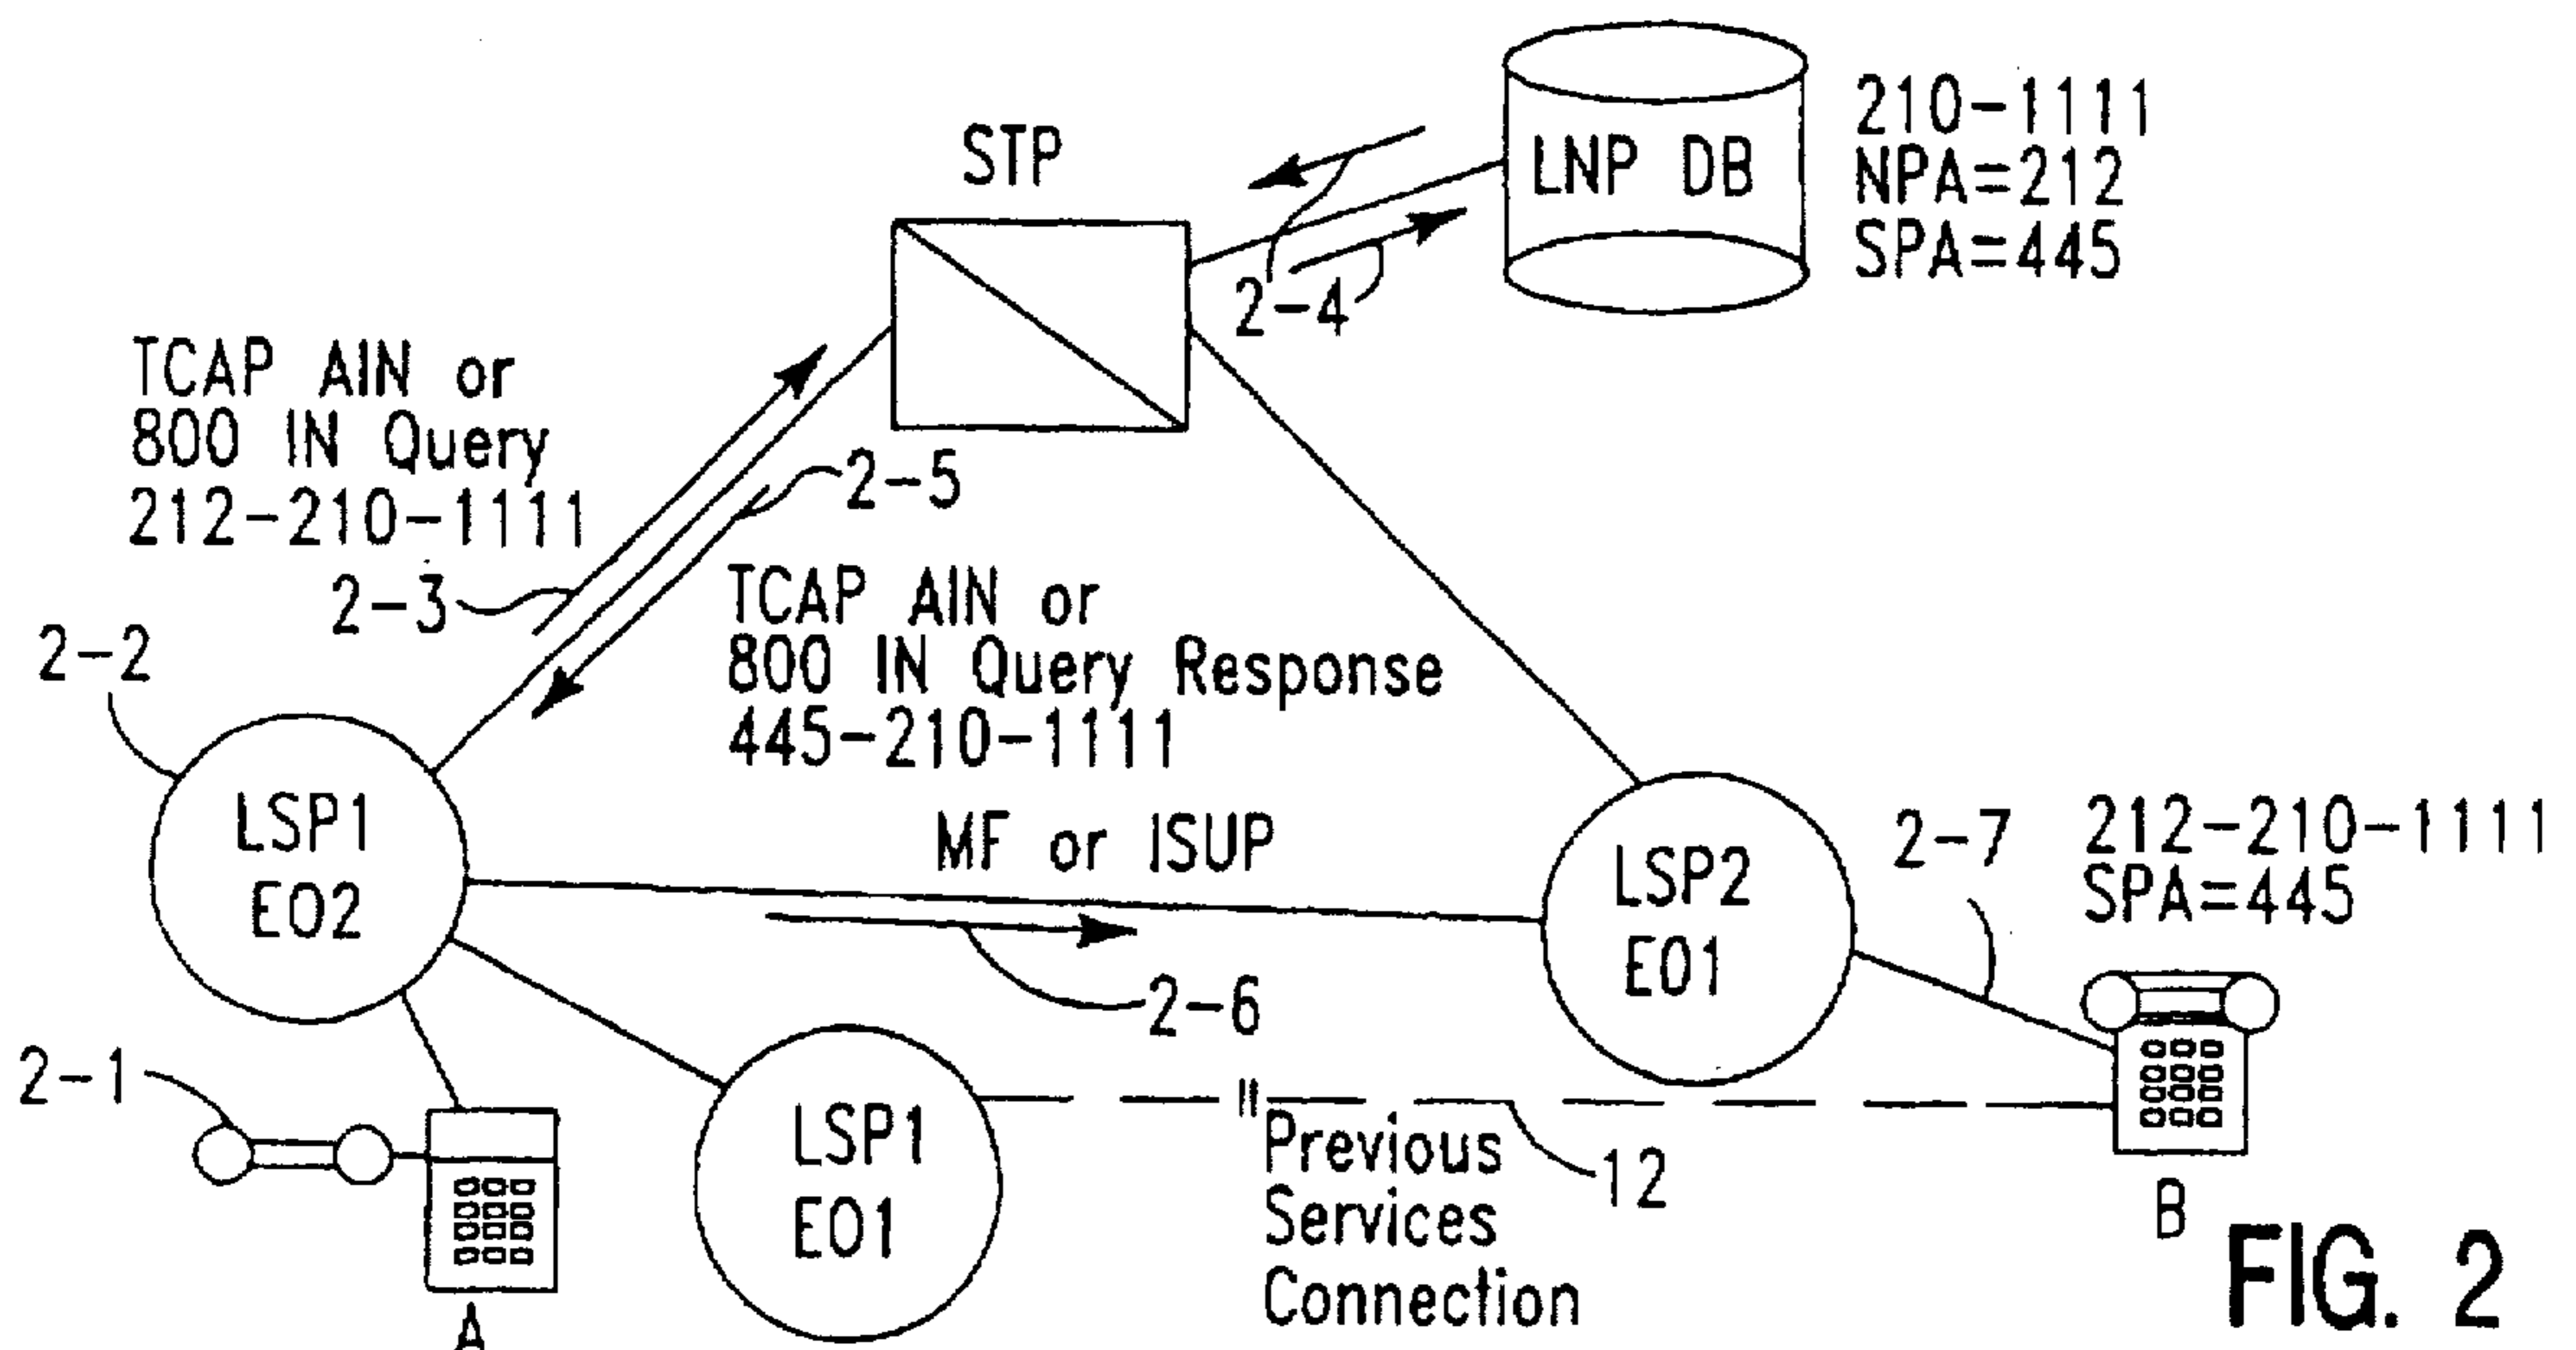 STP
LNP DB
210-1111
NPA=212
SPA=445
2-4
TCAP AIN or
800 IN Query
212-210-1111
2-3
2-5
TCAP AIN or
800 IN Query Response
445-210-1111
2-2
LSP1
EO2
MF or ISUP
2-6
LSP2
EO1
2-7
212-210-1111
SPA=445
2-1
A
LSP1
EO1
"Previous
Services
Connection
12
B
FIG. 2